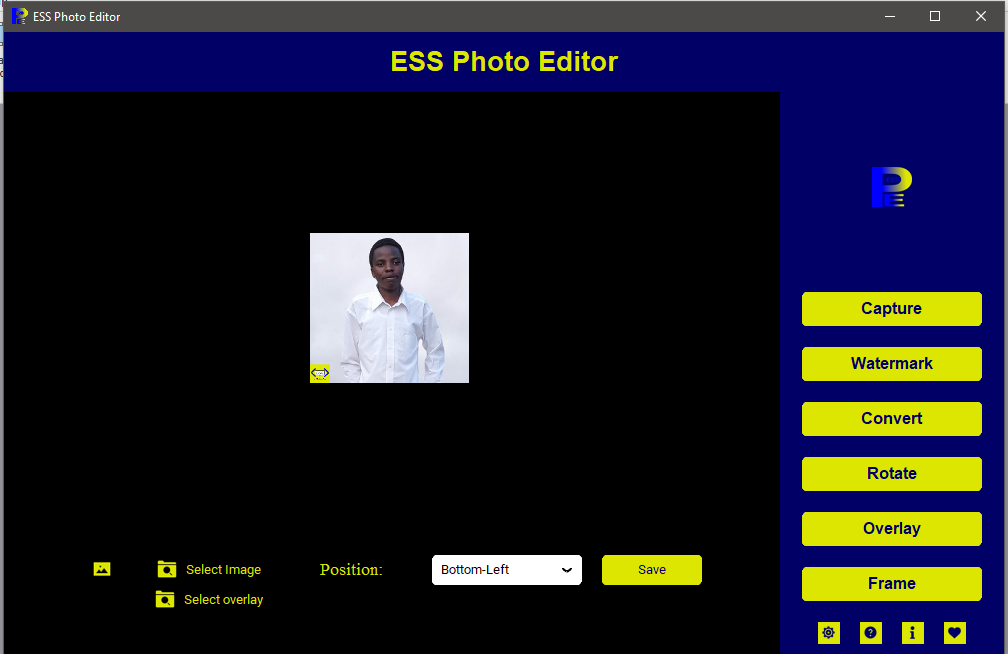 ESS Photo Editor
ESS Photo Editor
Capture
Watermark
Convert
Rotate
Overlay
Frame
Select Image
Position:
Bottom-Left
Save
Select overlay